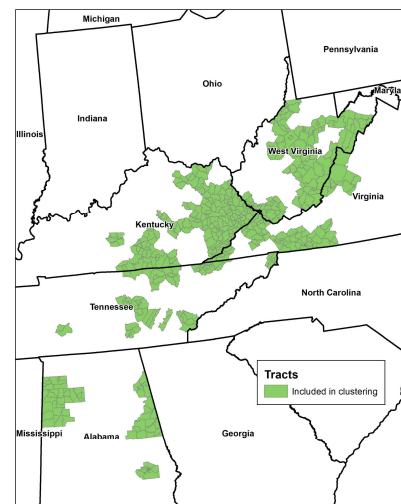 Michigan
Pennsylvania
Ohio
Maryla
Indiana
Illinois
West Virginia
Virginia
Kentucky
North Carolina
Tennessee
Tracts
Included in clustering
Mississippi
Alabama
Georgia